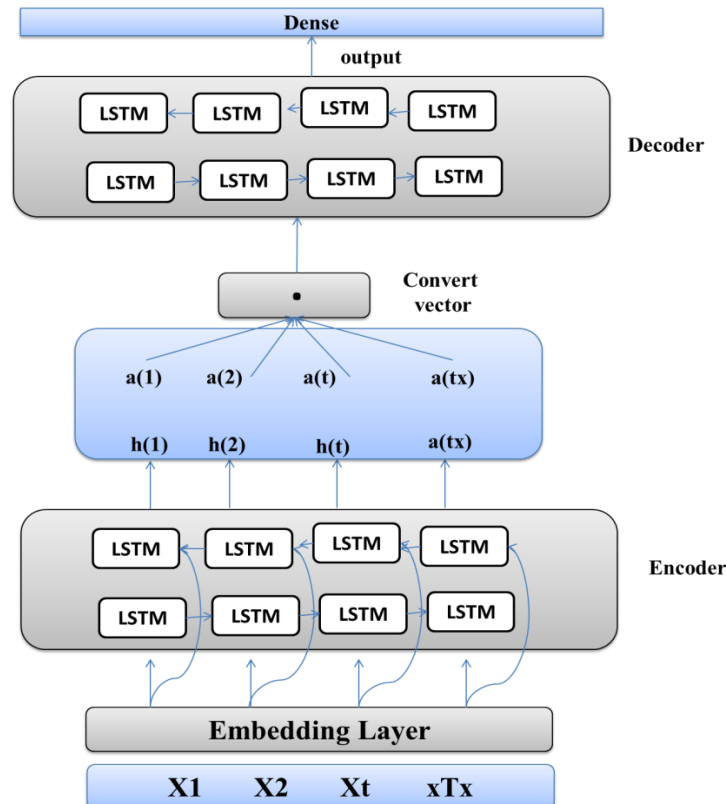 Dense
output
LSTM LSTM LSTM LSTM
Decoder
LSTM LSTM LSTM LSTM
Convert
vector
.
a(1) a(2) a(t) a(tx)
h(1) h(2) h(t) a(tx)
LSTM LSTM LSTM LSTM
Encoder
LSTM LSTM LSTM LSTM
Embedding Layer
X1 X2 Xt xTx